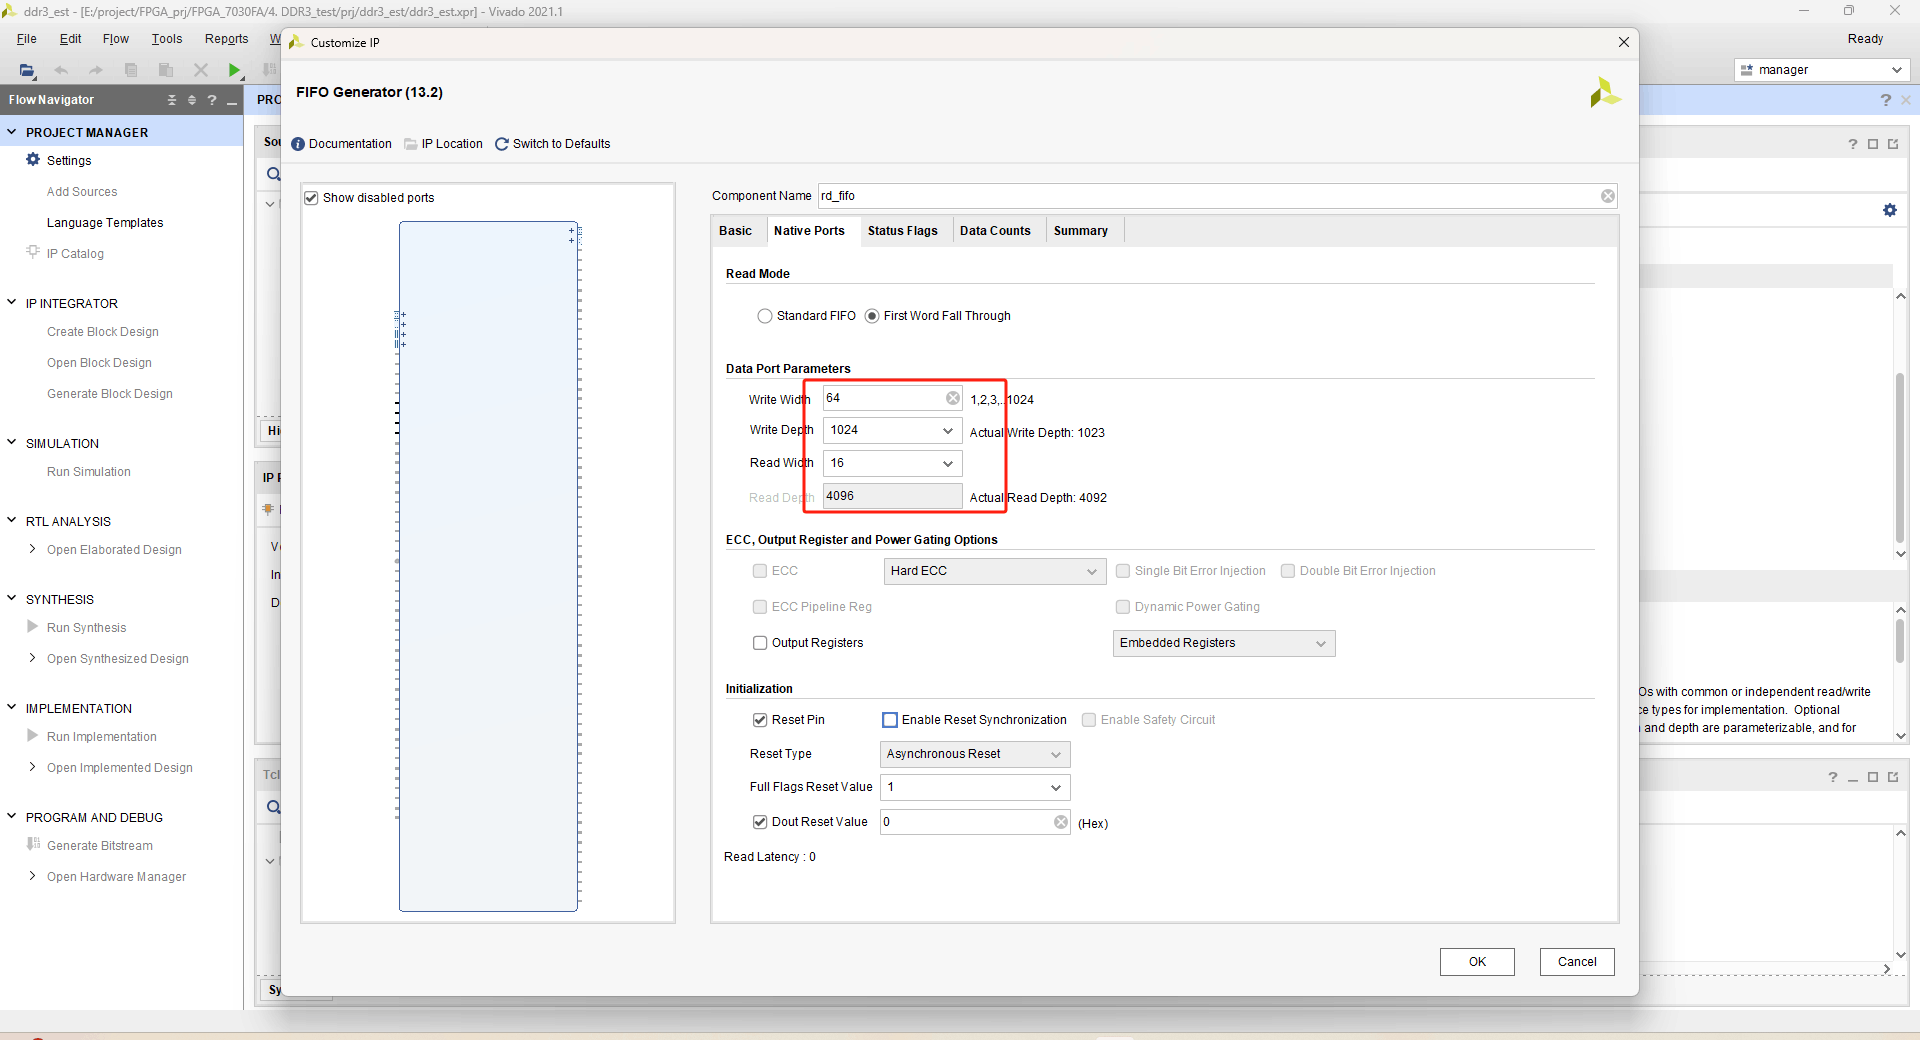 ddr3_est - [E:/project/FPGA_prj/FPGA_7030FA/4. DDR3_test/prj/ddr3_est/ddr3_est.xpr] - Vivado 2021.1
File Edit Flow Tools Reports W
Ready
manager
Flow Navigator
PROJECT MANAGER
Settings
Add Sources
Language Templates
IP Catalog
IP INTEGRATOR
Create Block Design
Open Block Design
Generate Block Design
SIMULATION
Run Simulation
RTL ANALYSIS
Open Elaborated Design
SYNTHESIS
Run Synthesis
Open Synthesized Design
IMPLEMENTATION
Run Implementation
Open Implemented Design
PROGRAM AND DEBUG
Generate Bitstream
Open Hardware Manager
PRO
Sou
Hi
IP P
In
D
Tcl
Sy
Customize IP
FIFO Generator (13.2)
Documentation IP Location Switch to Defaults
Show disabled ports
Component Name rd_fifo
Basic Native Ports Status Flags Data Counts Summary
Read Mode
Standard FIFO First Word Fall Through
Data Port Parameters
Write Width 64 1,2,3,..1024
Write Depth 1024 Actual Write Depth: 1023
Read Width 16
Read Depth 4096 Actual Read Depth: 4092
ECC, Output Register and Power Gating Options
ECC Hard ECC Single Bit Error Injection Double Bit Error Injection
ECC Pipeline Reg Dynamic Power Gating
Output Registers Embedded Registers
Initialization
Reset Pin Enable Reset Synchronization Enable Safety Circuit
Reset Type Asynchronous Reset
Full Flags Reset Value 1
Dout Reset Value 0 (Hex)
Read Latency : 0
OK Cancel
Os with common or independent read/write
ce types for implementation. Optional
and depth are parameterizable, and for